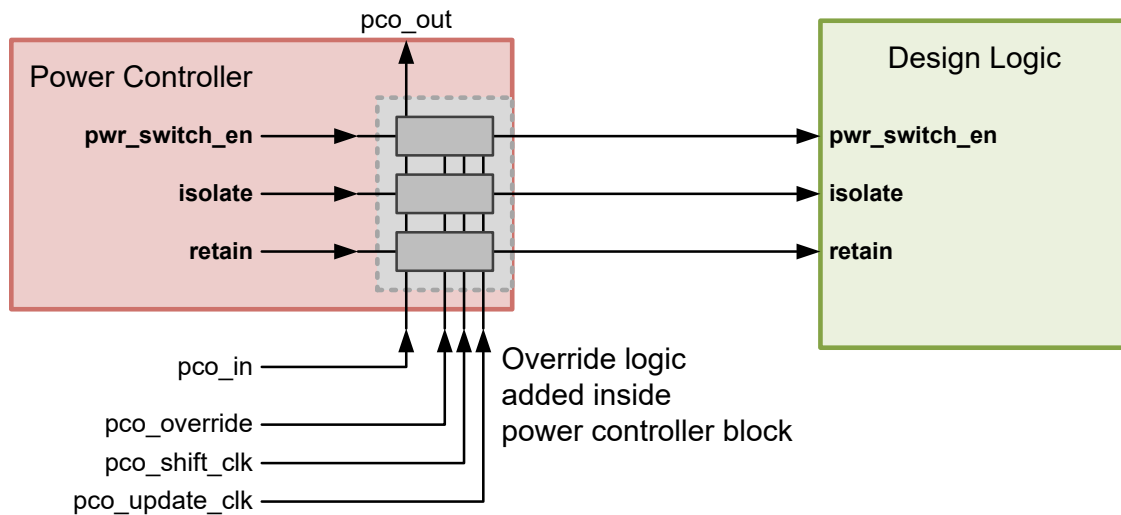 pco_out
Power Controller
Design Logic
pwr_switch_en
pwr_switch_en
isolate
isolate
retain
retain
pco_in
Override logic
added inside
power controller block
pco_override
pco_shift_clk
pco_update_clk